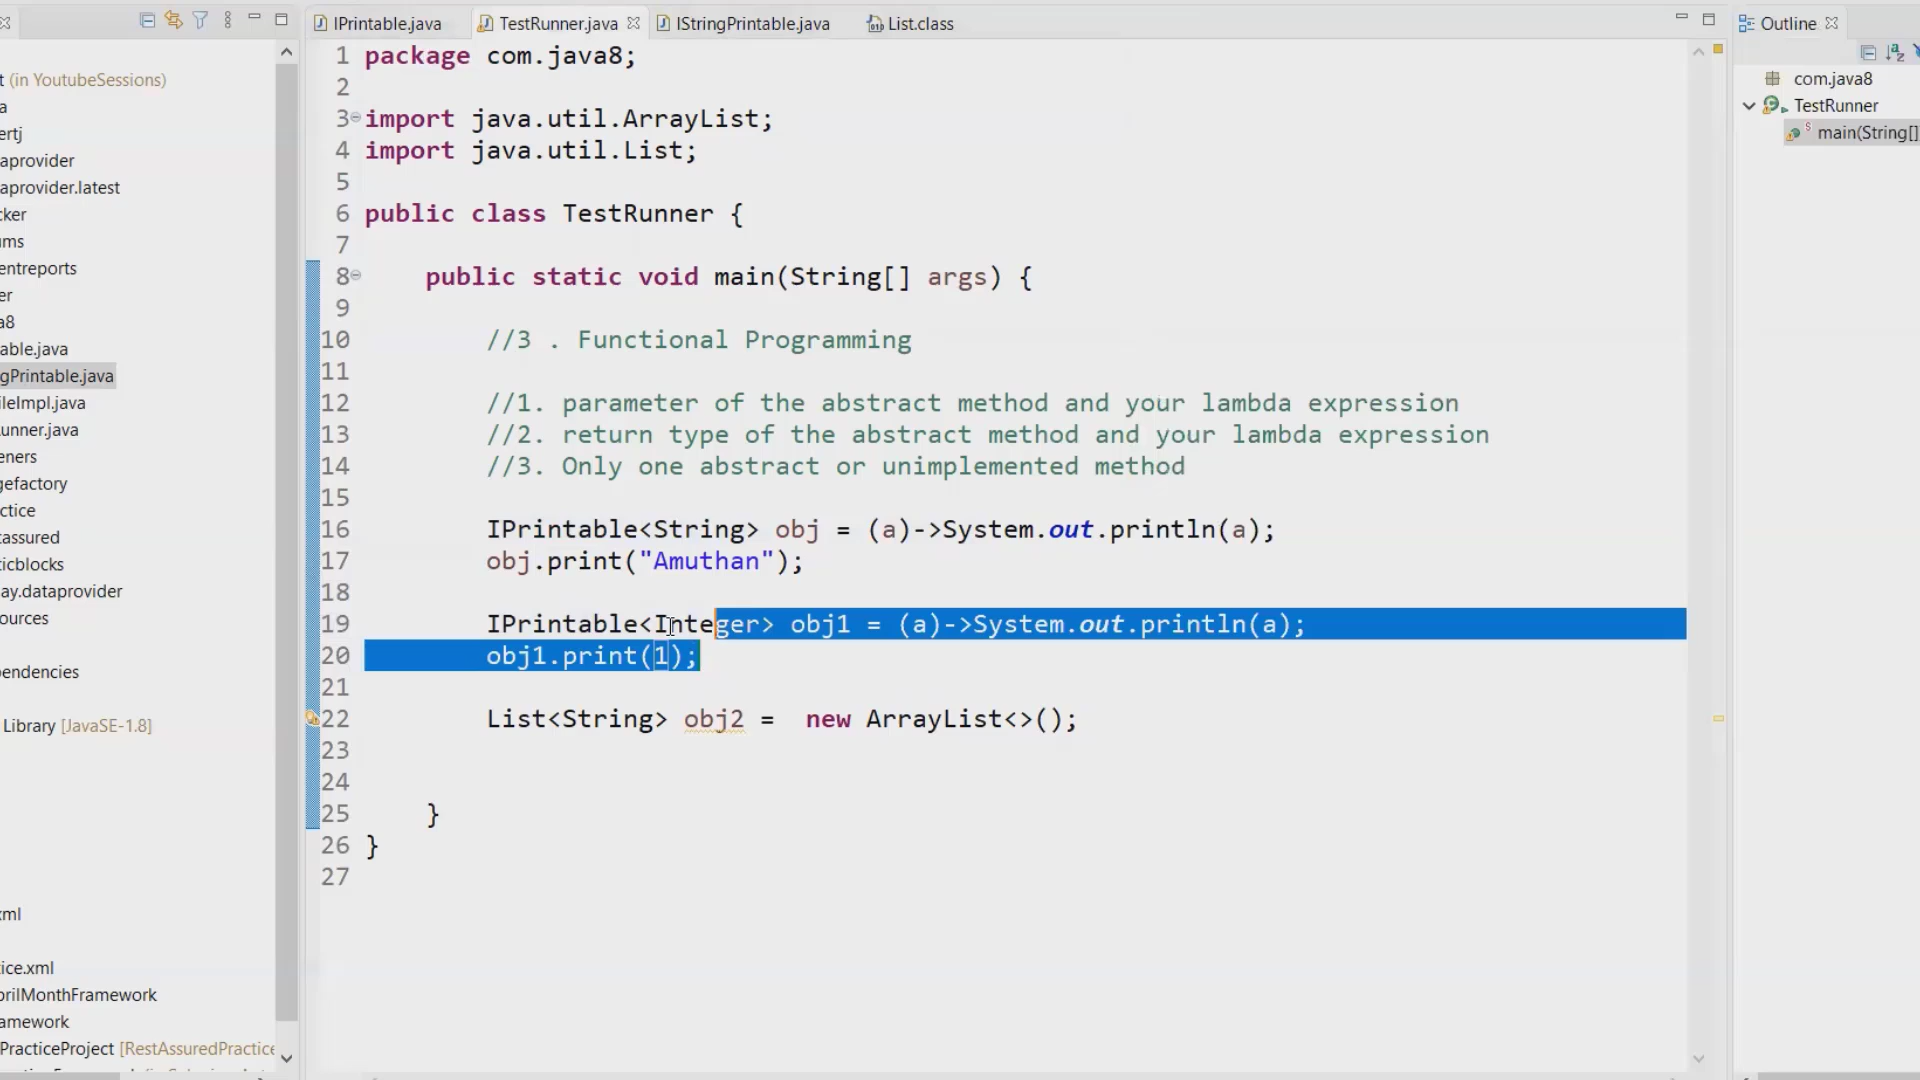 IPrintable.java TestRunner.java IStringPrintable.java List.class
Outline
t (in YoutubeSessions)
a
ertj
aprovider
aprovider.latest
cker
ms
entreports
er
a8
able.java
gPrintable.java
ileImpl.java
unner.java
eners
gefactory
ctice
assured
icblocks
ay.dataprovider
ources
endencies
Library [JavaSE-1.8]
xml
ice.xml
prilMonthFramework
amework
PracticeProject [RestAssuredPractice
1 package com.java8;
2
3 import java.util.ArrayList;
4 import java.util.List;
5
6 public class TestRunner {
7
8 public static void main(String[] args) {
9
10 //3 . Functional Programming
11
12 //1. parameter of the abstract method and your lambda expression
13 //2. return type of the abstract method and your lambda expression
14 //3. Only one abstract or unimplemented method
15
16 IPrintable<String> obj = (a)->System.out.println(a);
17 obj.print("Amuthan");
18
19 IPrintable<Integer> obj1 = (a)->System.out.println(a);
20 obj1.print(1);
21
22 List<String> obj2 =  new ArrayList<>();
23
24
25 }
26 }
27
com.java8
TestRunner
main(String[]